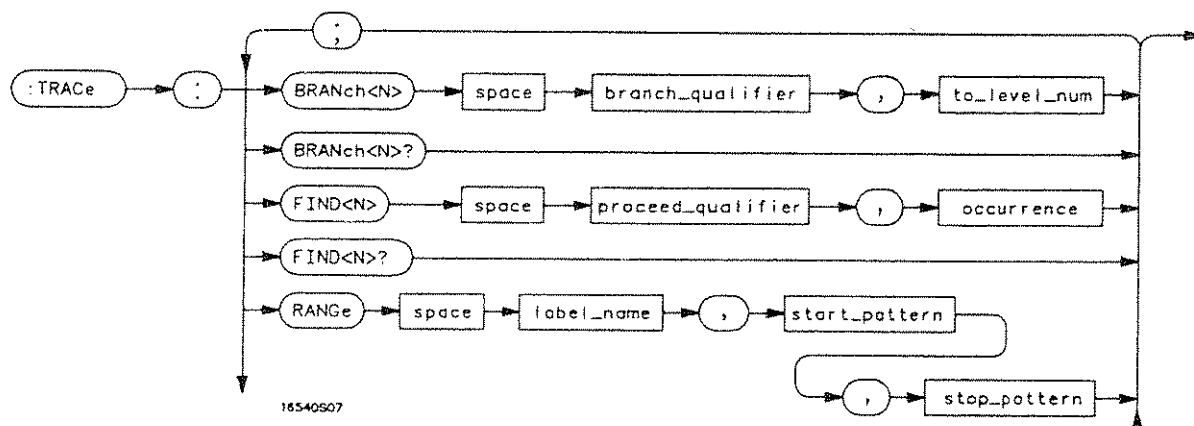 ;
:TRACe : BRANch<N> space branch_qualifier , to_level_num
BRANch<N>?
FIND<N> space proceed_qualifier , occurrence
FIND<N>?
RANGe space label_name , start_pattern
, stop_pattern
16540S07